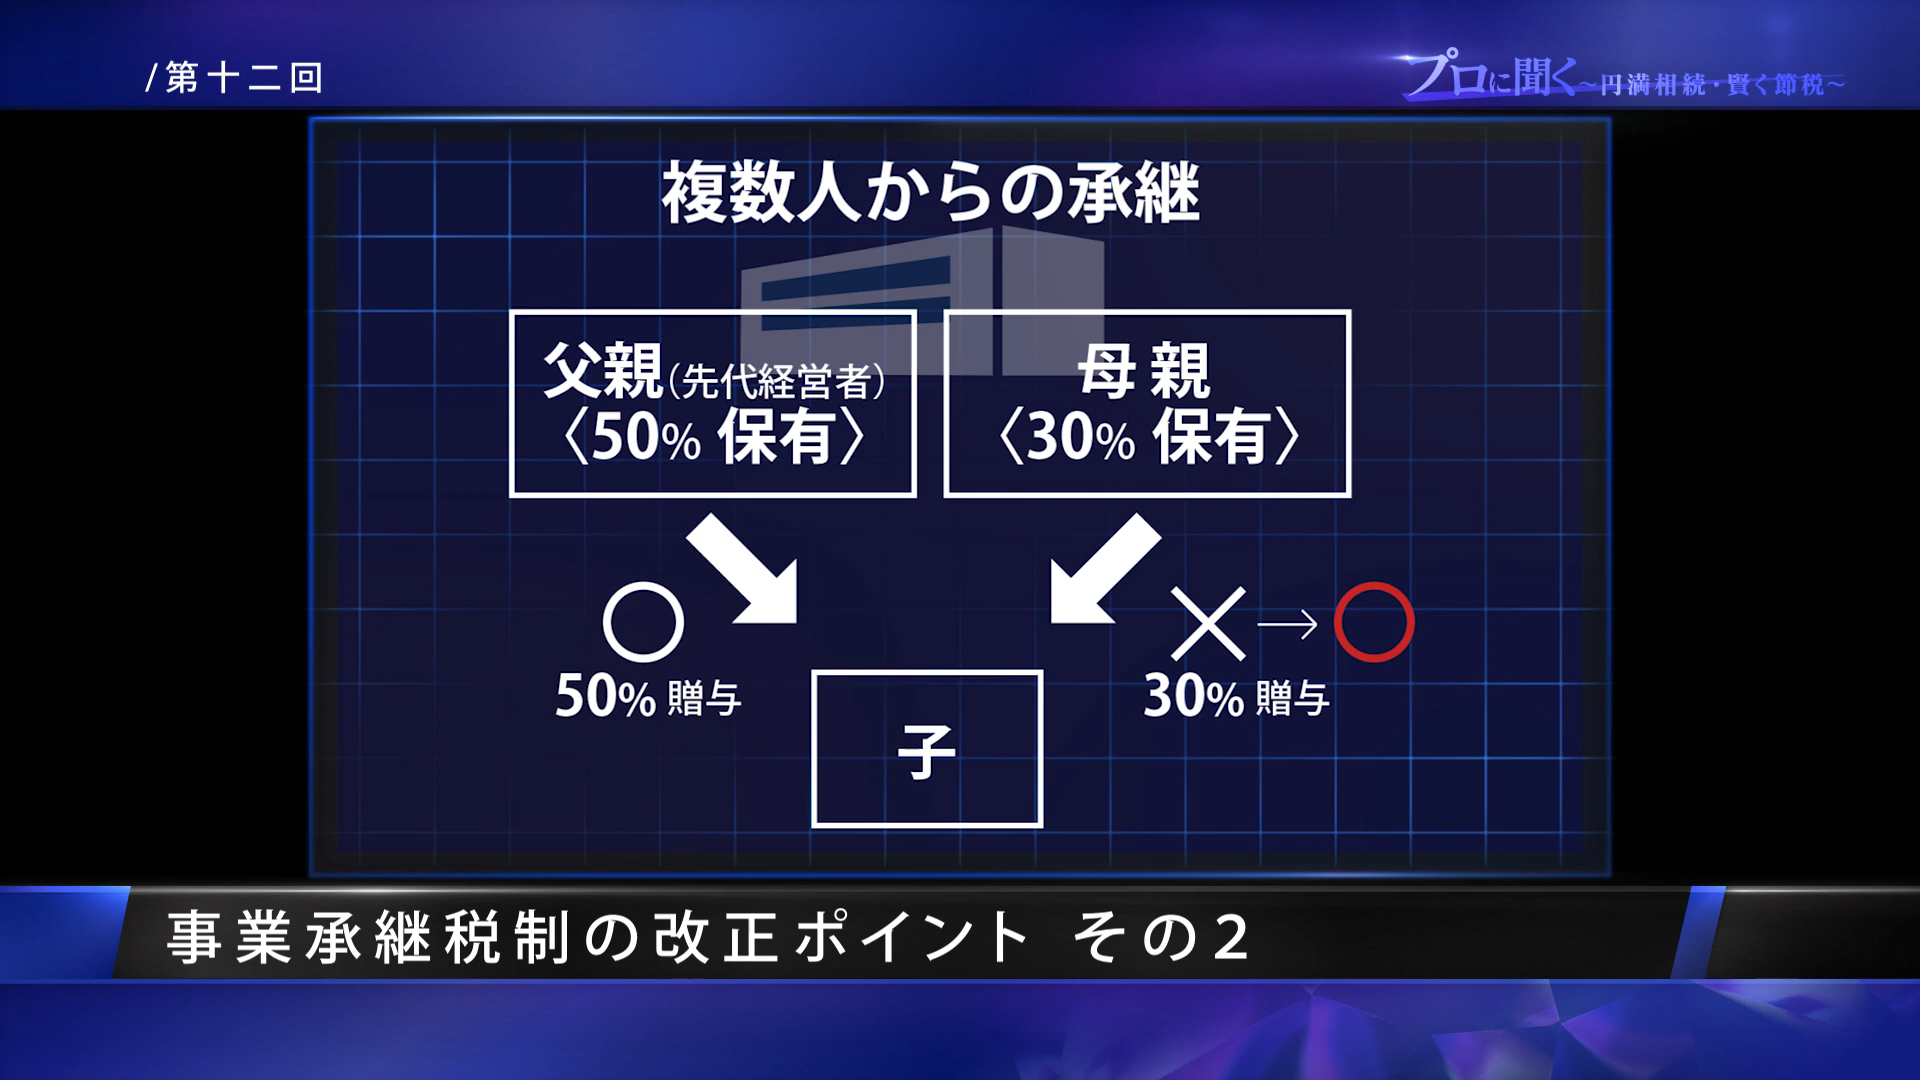 /第十二回
プロに聞く~円満相続・賢く節税~
複数人からの承継
父親(先代経営者)
〈50% 保有〉
母親
〈30% 保有〉
50% 贈与
30% 贈与
子
事業承継税制の改正ポイント その2